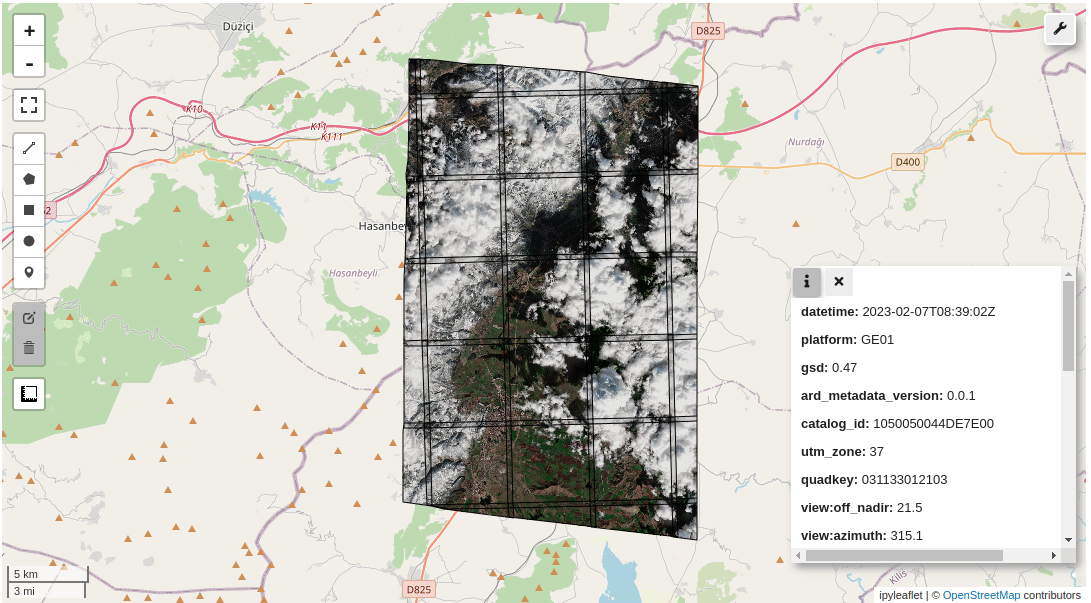 +
-
Düziçi
D825
K10
K11
K111
Nurdağı
D400
52
Hasanbey
Hasanbeyli
datetime: 2023-02-07T08:39:02Z
platform: GE01
gsd: 0.47
ard_metadata_version: 0.0.1
catalog_id: 1050050044DE7E00
utm_zone: 37
quadkey: 031133012103
view:off_nadir: 21.5
view:azimuth: 315.1
5 km
3 mi
D825
Kilis
ipyleaflet | © OpenStreetMap contributors